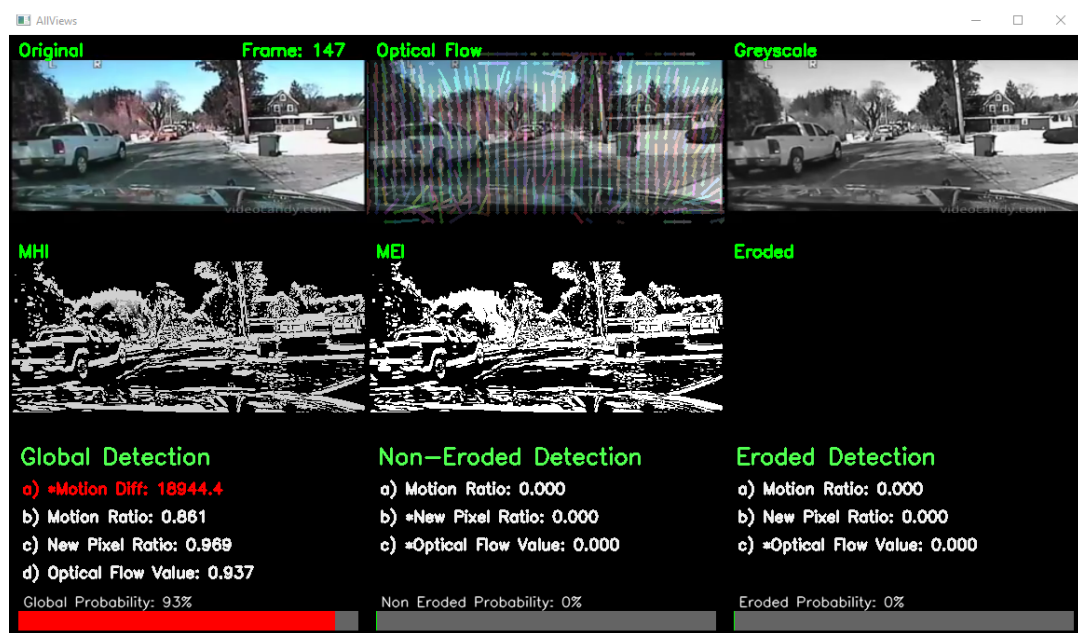 AllViews
Original Frame: 147 Optical Flow Greyscale
videocandy.com videocandy.com
MHI MEI Eroded
Global Detection
a) *Motion Diff: 18944.4
b) Motion Ratio: 0.861
c) New Pixel Ratio: 0.969
d) Optical Flow Value: 0.937
Global Probability: 93%
Non-Eroded Detection
a) Motion Ratio: 0.000
b) *New Pixel Ratio: 0.000
c) *Optical Flow Value: 0.000
Non Eroded Probability: 0%
Eroded Detection
a) Motion Ratio: 0.000
b) New Pixel Ratio: 0.000
c) *Optical Flow Value: 0.000
Eroded Probability: 0%